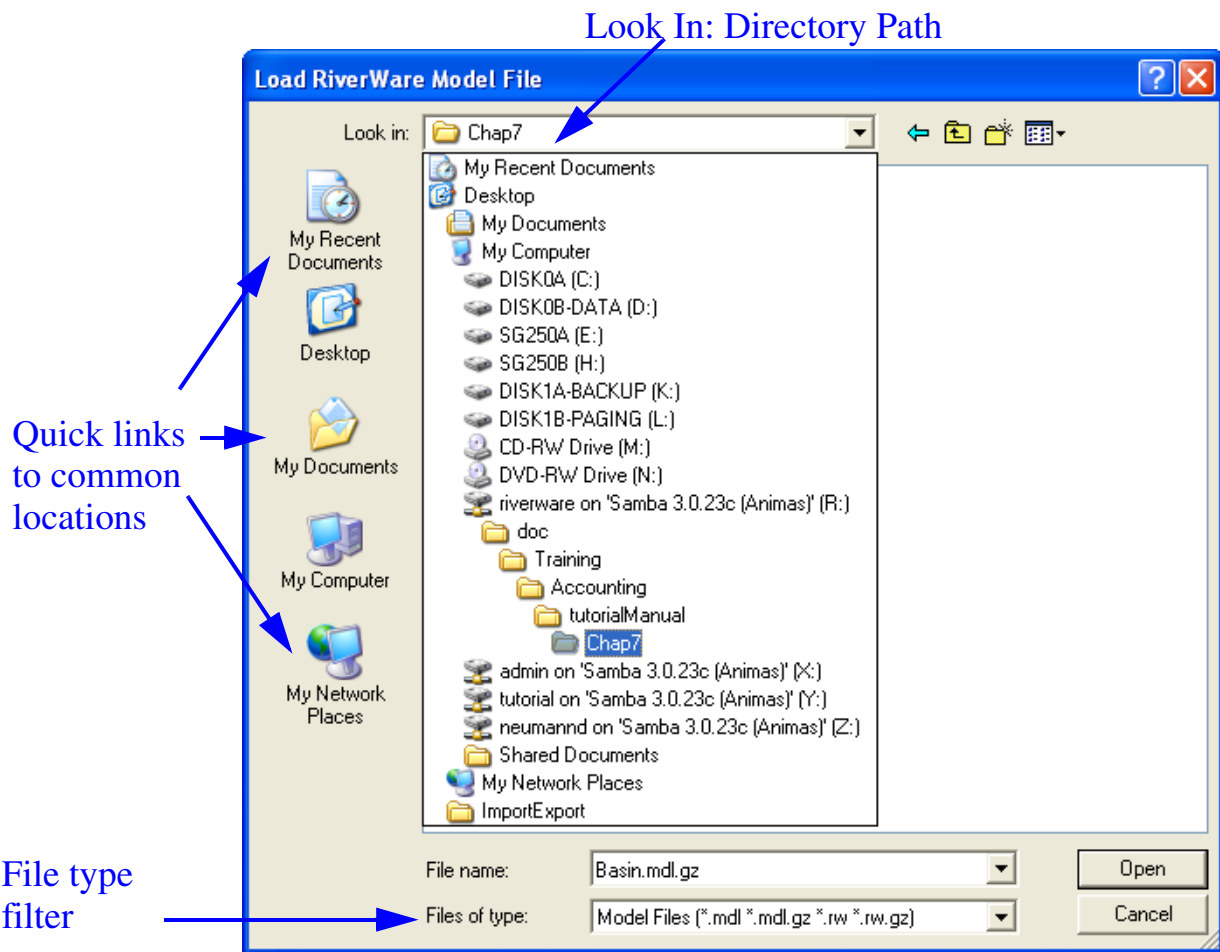 Look In: Directory Path
Load RiverWare Model File
Look in:
Chap7
My Recent Documents
Desktop
My Documents
My Computer
DISK0A (C:)
DISK0B-DATA (D:)
SG250A (E:)
SG250B (H:)
DISK1A-BACKUP (K:)
DISK1B-PAGING (L:)
CD-RW Drive (M:)
DVD-RW Drive (N:)
riverware on 'Samba 3.0.23c (Animas)' (R:)
doc
Training
Accounting
tutorialManual
Chap7
admin on 'Samba 3.0.23c (Animas)' (X:)
tutorial on 'Samba 3.0.23c (Animas)' (Y:)
neumannd on 'Samba 3.0.23c (Animas)' (Z:)
Shared Documents
My Network Places
ImportExport
My Recent
Documents
Desktop
My Documents
My Computer
My Network
Places
Quick links
to common
locations
File name:
Basin.mdl.gz
Open
File type
filter
Files of type:
Model Files (*.mdl *.mdl.gz *.rw *.rw.gz)
Cancel